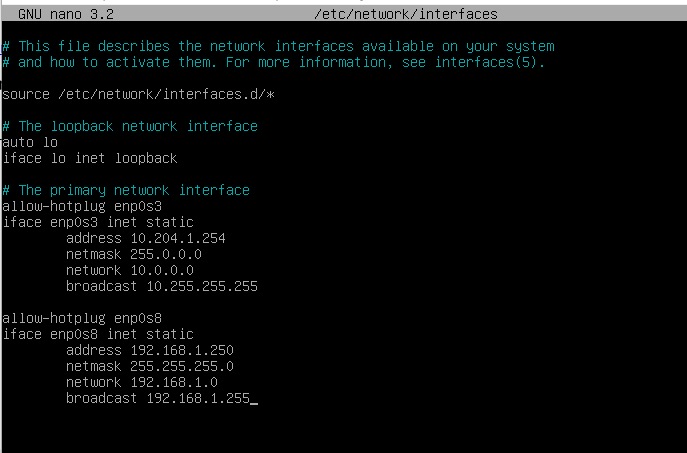 GNU nano 3.2 /etc/network/interfaces
# This file describes the network interfaces available on your system
# and how to activate them. For more information, see interfaces(5).
source /etc/network/interfaces.d/*
# The loopback network interface
auto lo
iface lo inet loopback
# The primary network interface
allow-hotplug enp0s3
iface enp0s3 inet static
address 10.204.1.254
netmask 255.0.0.0
network 10.0.0.0
broadcast 10.255.255.255
allow-hotplug enp0s8
iface enp0s8 inet static
address 192.168.1.250
netmask 255.255.255.0
network 192.168.1.0
broadcast 192.168.1.255